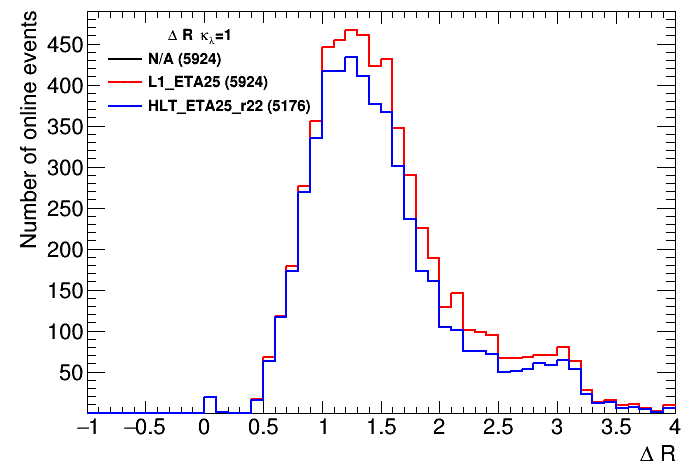 Δ R κλ=1
N/A (5924)
L1_ETA25 (5924)
HLT_ETA25_r22 (5176)
Number of online events
450
400
350
300
250
200
150
100
50
−1 −0.5 0 0.5 1 1.5 2 2.5 3 3.5 4
Δ R